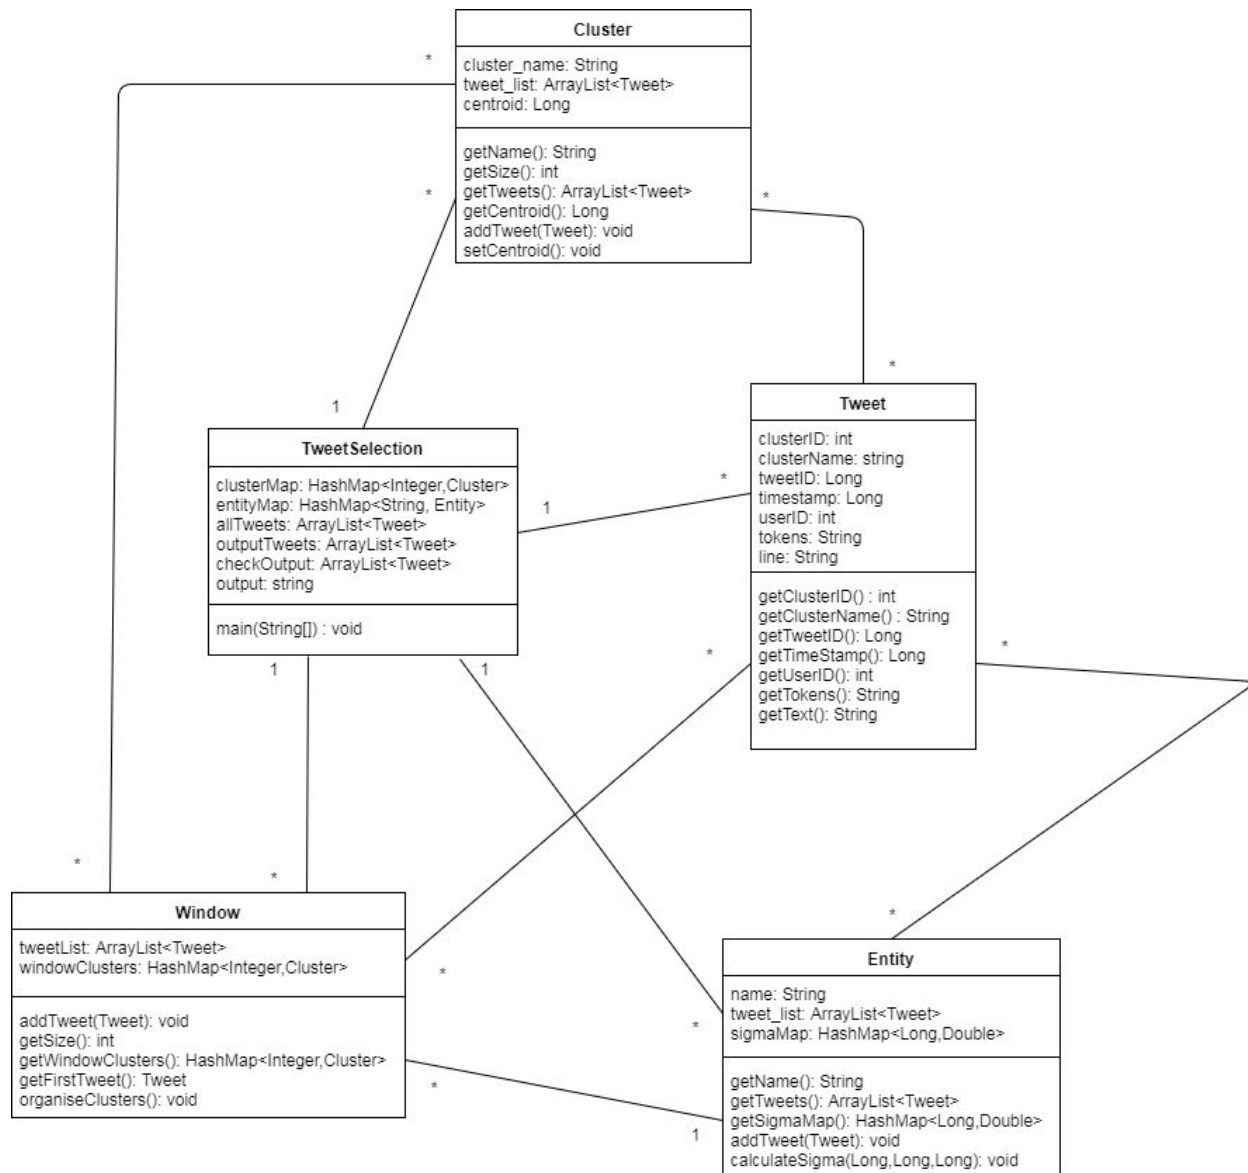 Cluster
cluster_name: String
tweet_list: ArrayList<Tweet>
centroid: Long
getName(): String
getSize(): int
getTweets(): ArrayList<Tweet>
getCentroid(): Long
addTweet(Tweet): void
setCentroid(): void
*
*
*
*
1
TweetSelection
clusterMap: HashMap<Integer,Cluster>
entityMap: HashMap<String, Entity>
allTweets: ArrayList<Tweet>
outputTweets: ArrayList<Tweet>
checkOutput: ArrayList<Tweet>
output: string
main(String[]) : void
1
*
1
1
Tweet
clusterID: int
clusterName: string
tweetID: Long
timestamp: Long
userID: int
tokens: String
line: String
getClusterID() : int
getClusterName() : String
getTweetID(): Long
getTimeStamp(): Long
getUserID(): int
getTokens(): String
getText(): String
*
*
*
*
Window
tweetList: ArrayList<Tweet>
windowClusters: HashMap<Integer,Cluster>
addTweet(Tweet): void
getSize(): int
getWindowClusters(): HashMap<Integer,Cluster>
getFirstTweet(): Tweet
organiseClusters(): void
*
*
*
*
1
Entity
name: String
tweet_list: ArrayList<Tweet>
sigmaMap: HashMap<Long,Double>
getName(): String
getTweets(): ArrayList<Tweet>
getSigmaMap(): HashMap<Long,Double>
addTweet(Tweet): void
calculateSigma(Long,Long,Long): void